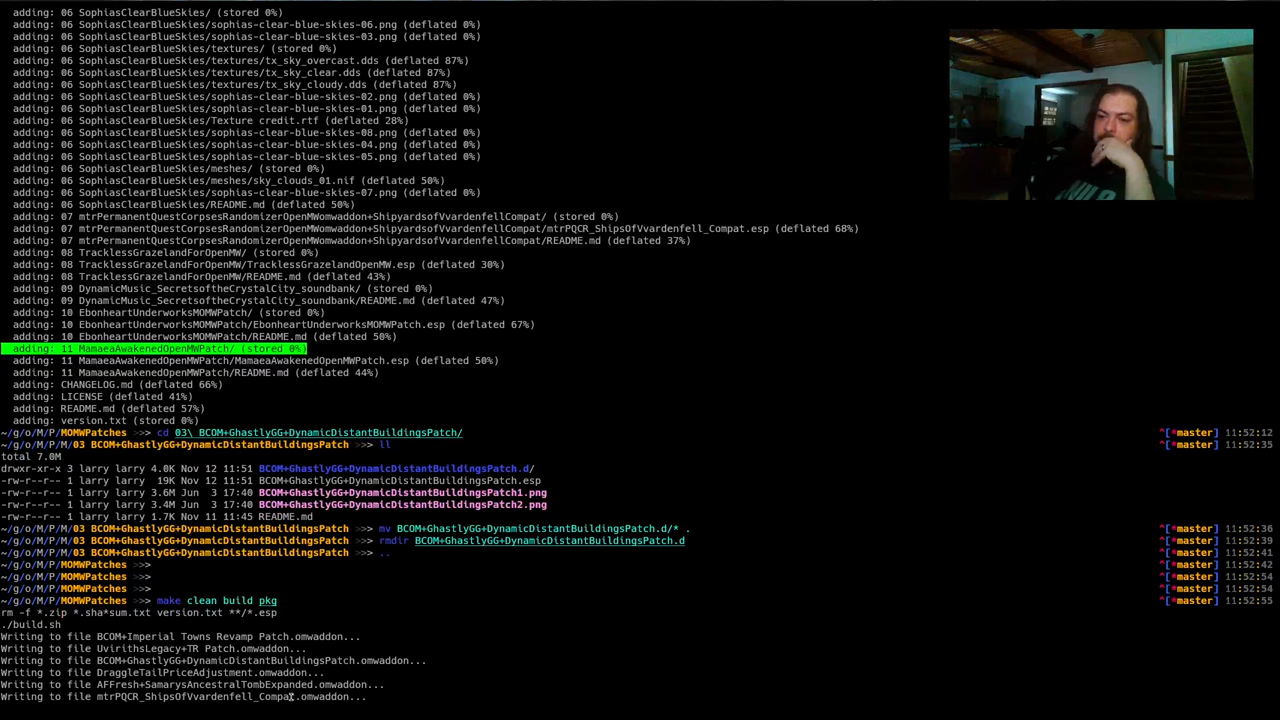 adding: 06 SophiasClearBlueSkies/ (stored 0%)
adding: 06 SophiasClearBlueSkies/sophias-clear-blue-skies-06.png (deflated 0%)
adding: 06 SophiasClearBlueSkies/sophias-clear-blue-skies-03.png (deflated 0%)
adding: 06 SophiasClearBlueSkies/textures/ (stored 0%)
adding: 06 SophiasClearBlueSkies/textures/tx_sky_overcast.dds (deflated 87%)
adding: 06 SophiasClearBlueSkies/textures/tx_sky_clear.dds (deflated 87%)
adding: 06 SophiasClearBlueSkies/textures/tx_sky_cloudy.dds (deflated 87%)
adding: 06 SophiasClearBlueSkies/sophias-clear-blue-skies-02.png (deflated 0%)
adding: 06 SophiasClearBlueSkies/sophias-clear-blue-skies-01.png (deflated 0%)
adding: 06 SophiasClearBlueSkies/Texture credit.rtf (deflated 28%)
adding: 06 SophiasClearBlueSkies/sophias-clear-blue-skies-08.png (deflated 0%)
adding: 06 SophiasClearBlueSkies/sophias-clear-blue-skies-04.png (deflated 0%)
adding: 06 SophiasClearBlueSkies/sophias-clear-blue-skies-05.png (deflated 0%)
adding: 06 SophiasClearBlueSkies/meshes/ (stored 0%)
adding: 06 SophiasClearBlueSkies/meshes/sky_clouds_01.nif (deflated 50%)
adding: 06 SophiasClearBlueSkies/sophias-clear-blue-skies-07.png (deflated 0%)
adding: 06 SophiasClearBlueSkies/README.md (deflated 50%)
adding: 07 mtrPermanentQuestCorpsesRandomizerOpenMWomwaddon+ShipyardsofVvardenfellCompat/ (stored 0%)
adding: 07 mtrPermanentQuestCorpsesRandomizerOpenMWomwaddon+ShipyardsofVvardenfellCompat/mtrPQCR_ShipsOfVvardenfell_Compat.esp (deflated 68%)
adding: 07 mtrPermanentQuestCorpsesRandomizerOpenMWomwaddon+ShipyardsofVvardenfellCompat/README.md (deflated 37%)
adding: 08 TracklessGrazelandForOpenMW/ (stored 0%)
adding: 08 TracklessGrazelandForOpenMW/TracklessGrazelandOpenMW.esp (deflated 30%)
adding: 08 TracklessGrazelandForOpenMW/README.md (deflated 43%)
adding: 09 DynamicMusic_SecretsoftheCrystalCity_soundbank/ (stored 0%)
adding: 09 DynamicMusic_SecretsoftheCrystalCity_soundbank/README.md (deflated 47%)
adding: 10 EbonheartUnderworksMOMWPatch/ (stored 0%)
adding: 10 EbonheartUnderworksMOMWPatch/EbonheartUnderworksMOMWPatch.esp (deflated 67%)
adding: 10 EbonheartUnderworksMOMWPatch/README.md (deflated 50%)
adding: 11 MamaeaAwakenedOpenMWPatch/ (stored 0%)
adding: 11 MamaeaAwakenedOpenMWPatch/MamaeaAwakenedOpenMWPatch.esp (deflated 50%)
adding: 11 MamaeaAwakenedOpenMWPatch/README.md (deflated 44%)
adding: CHANGELOG.md (deflated 66%)
adding: LICENSE (deflated 41%)
adding: README.md (deflated 57%)
adding: version.txt (stored 0%)
~/g/o/M/P/MOMWPatches >>> cd 03\ BCOM+GhastlyGG+DynamicDistantBuildingsPatch/ ^[*master] 11:52:12
~/g/o/M/P/M/03 BCOM+GhastlyGG+DynamicDistantBuildingsPatch >>> ll ^[*master] 11:52:35
total 7.0M
drwxr-xr-x 3 larry larry 4.0K Nov 12 11:51 BCOM+GhastlyGG+DynamicDistantBuildingsPatch.d/
-rw-r--r-- 1 larry larry 19K Nov 12 11:51 BCOM+GhastlyGG+DynamicDistantBuildingsPatch.esp
-rw-r--r-- 1 larry larry 3.6M Jun 3 17:40 BCOM+GhastlyGG+DynamicDistantBuildingsPatch1.png
-rw-r--r-- 1 larry larry 3.4M Jun 3 17:40 BCOM+GhastlyGG+DynamicDistantBuildingsPatch2.png
-rw-r--r-- 1 larry larry 1.7K Nov 11 11:45 README.md
~/g/o/M/P/M/03 BCOM+GhastlyGG+DynamicDistantBuildingsPatch >>> mv BCOM+GhastlyGG+DynamicDistantBuildingsPatch.d/* . ^[*master] 11:52:36
~/g/o/M/P/M/03 BCOM+GhastlyGG+DynamicDistantBuildingsPatch >>> rmdir BCOM+GhastlyGG+DynamicDistantBuildingsPatch.d ^[*master] 11:52:39
~/g/o/M/P/M/03 BCOM+GhastlyGG+DynamicDistantBuildingsPatch >>> .. ^[*master] 11:52:41
~/g/o/M/P/MOMWPatches >>> ^[*master] 11:52:42
~/g/o/M/P/MOMWPatches >>> ^[*master] 11:52:54
~/g/o/M/P/MOMWPatches >>> ^[*master] 11:52:54
~/g/o/M/P/MOMWPatches >>> make clean build pkg ^[*master] 11:52:55
rm -f *.zip *.sha*sum.txt version.txt **/*.esp
./build.sh
Writing to file BCOM+Imperial Towns Revamp Patch.omwaddon...
Writing to file UvirithsLegacy+TR Patch.omwaddon...
Writing to file BCOM+GhastlyGG+DynamicDistantBuildingsPatch.omwaddon...
Writing to file DraggleTailPriceAdjustment.omwaddon...
Writing to file AFFresh+SamarysAncestralTombExpanded.omwaddon...
Writing to file mtrPQCR_ShipsOfVvardenfell_Compat.omwaddon...